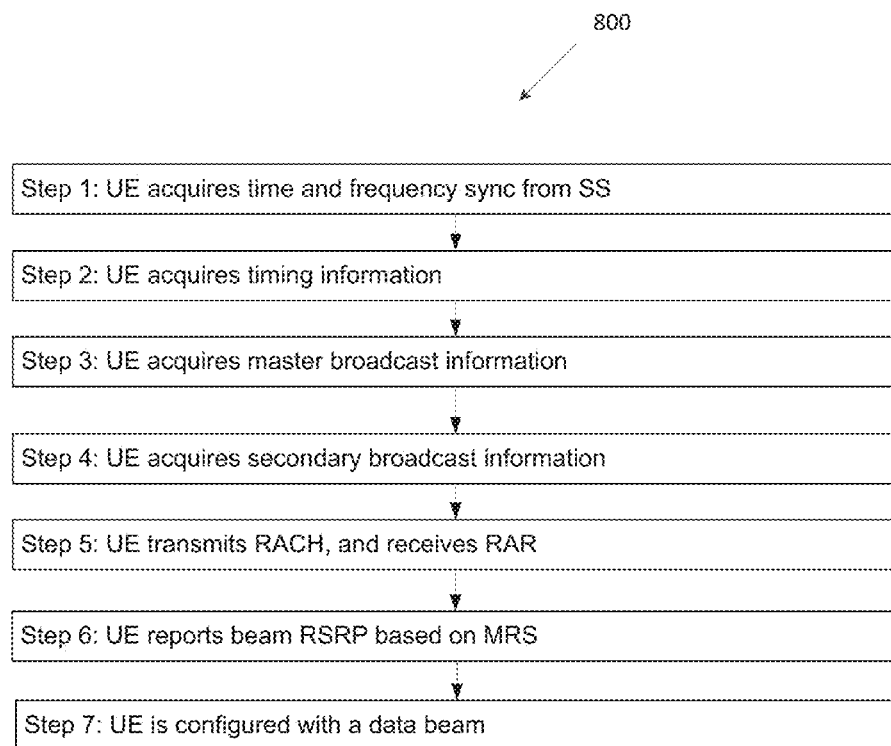 800
Step 1: UE acquires time and frequency sync from SS
Step 2: UE acquires timing information
Step 3: UE acquires master broadcast information
Step 4: UE acquires secondary broadcast information
Step 5: UE transmits RACH, and receives RAR
Step 6: UE reports beam RSRP based on MRS
Step 7: UE is configured with a data beam